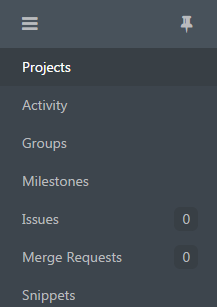 Projects
Activity
Groups
Milestones
Issues 0
Merge Requests 0
Snippets